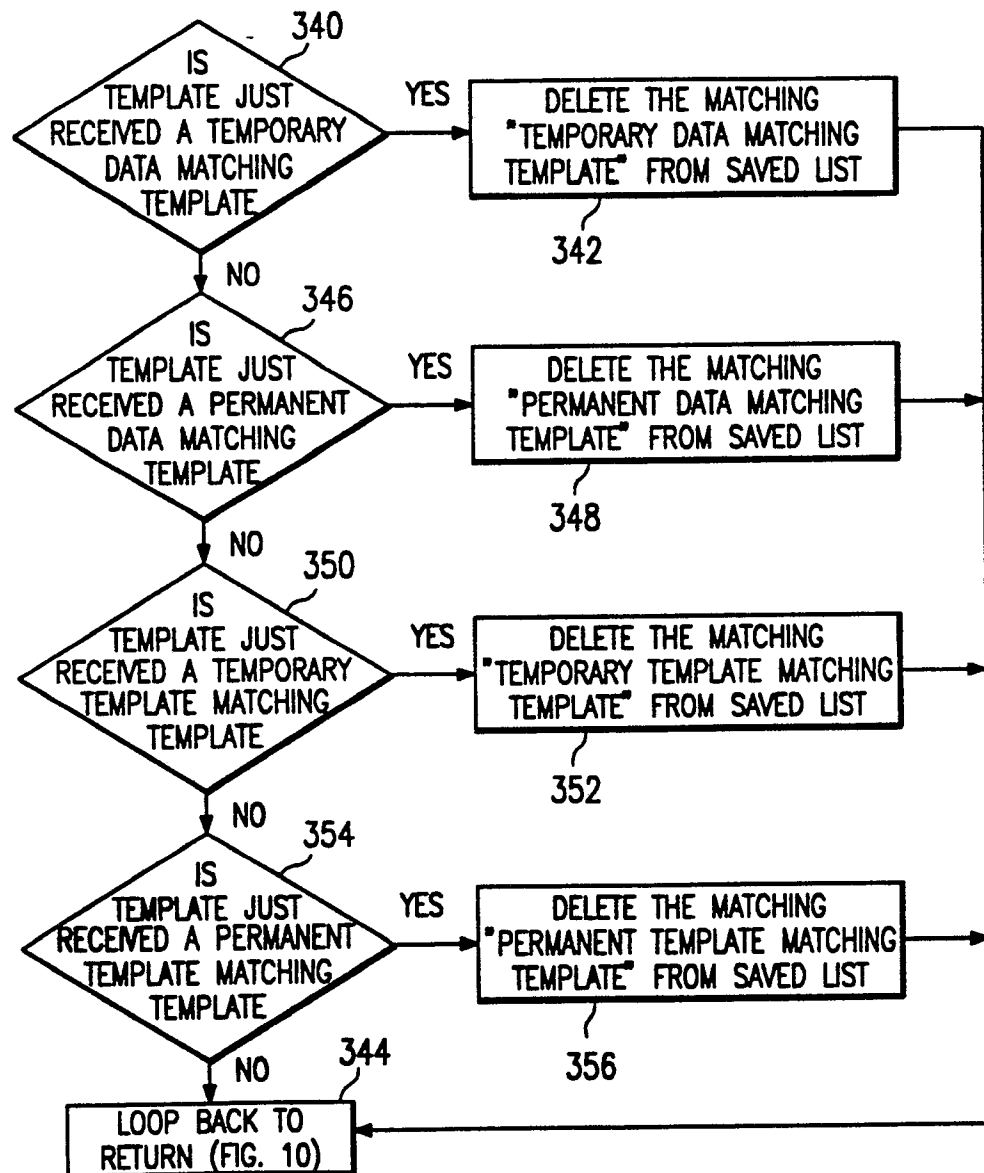 340
IS
TEMPLATE JUST
RECEIVED A TEMPORARY
DATA MATCHING
TEMPLATE
YES
DELETE THE MATCHING
"TEMPORARY DATA MATCHING
TEMPLATE" FROM SAVED LIST
342
NO
346
IS
TEMPLATE JUST
RECEIVED A PERMANENT
DATA MATCHING
TEMPLATE
YES
DELETE THE MATCHING
"PERMANENT DATA MATCHING
TEMPLATE" FROM SAVED LIST
348
NO
350
IS
TEMPLATE JUST
RECEIVED A TEMPORARY
TEMPLATE MATCHING
TEMPLATE
YES
DELETE THE MATCHING
"TEMPORARY TEMPLATE MATCHING
TEMPLATE" FROM SAVED LIST
352
NO
354
IS
TEMPLATE JUST
RECEIVED A PERMANENT
TEMPLATE MATCHING
TEMPLATE
YES
DELETE THE MATCHING
"PERMANENT TEMPLATE MATCHING
TEMPLATE" FROM SAVED LIST
356
NO
344
LOOP BACK TO
RETURN (FIG. 10)